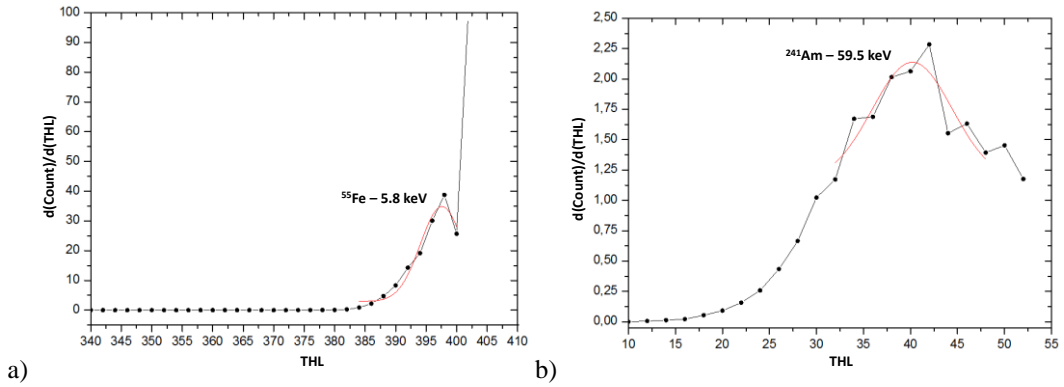 100
90
80
70
60
50
40
30
20
10
0
d(Count)/d(THL)
⁵⁵Fe – 5.8 keV
340 345 350 355 360 365 370 375 380 385 390 395 400 405 410
THL
a)
2,50
2,25
2,00
1,75
1,50
1,25
1,00
0,75
0,50
0,25
0,00
d(Count)/d(THL)
²⁴¹Am – 59.5 keV
10 15 20 25 30 35 40 45 50 55
THL
b)